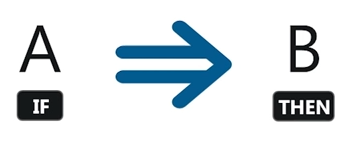 A B
IF THEN